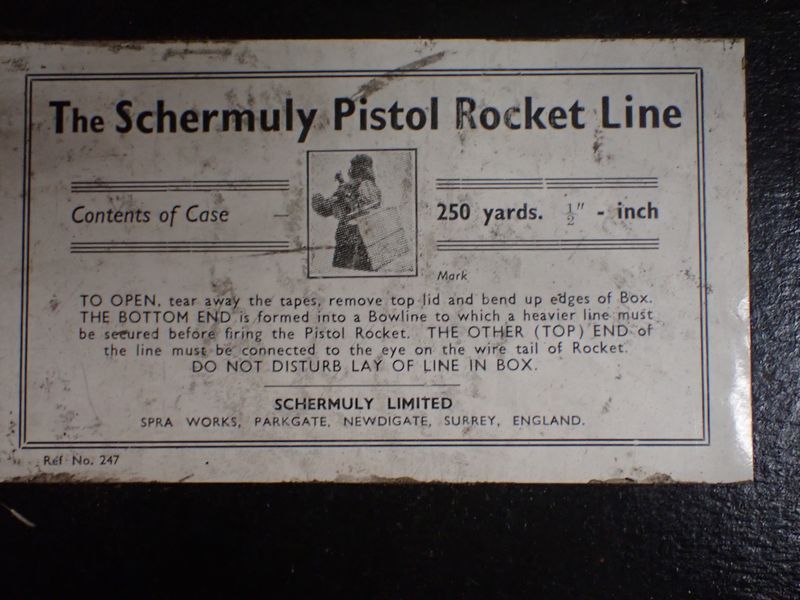 The Schermuly Pistol Rocket Line
Contents of Case — 250 yards. ½" - inch
Mark
TO OPEN, tear away the tapes, remove top lid and bend up edges of Box.
THE BOTTOM END is formed into a Bowline to which a heavier line must
be secured before firing the Pistol Rocket. THE OTHER (TOP) END of
the line must be connected to the eye on the wire tail of Rocket.
DO NOT DISTURB LAY OF LINE IN BOX.
SCHERMULY LIMITED
SPRA WORKS, PARKGATE, NEWDIGATE, SURREY, ENGLAND.
Ref No. 247